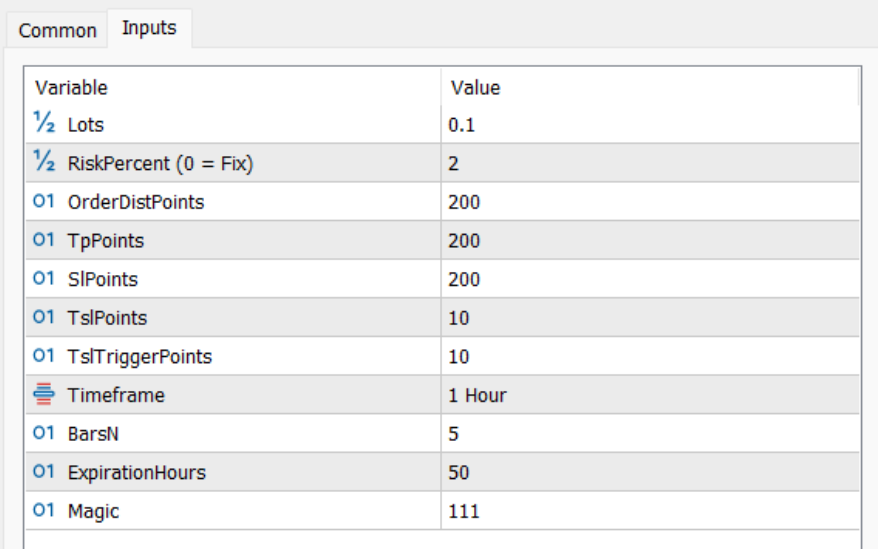 Common Inputs
Variable Value
½ Lots 0.1
½ RiskPercent (0 = Fix) 2
01 OrderDistPoints 200
01 TpPoints 200
01 SlPoints 200
01 TslPoints 10
01 TslTriggerPoints 10
Timeframe 1 Hour
01 BarsN 5
01 ExpirationHours 50
01 Magic 111